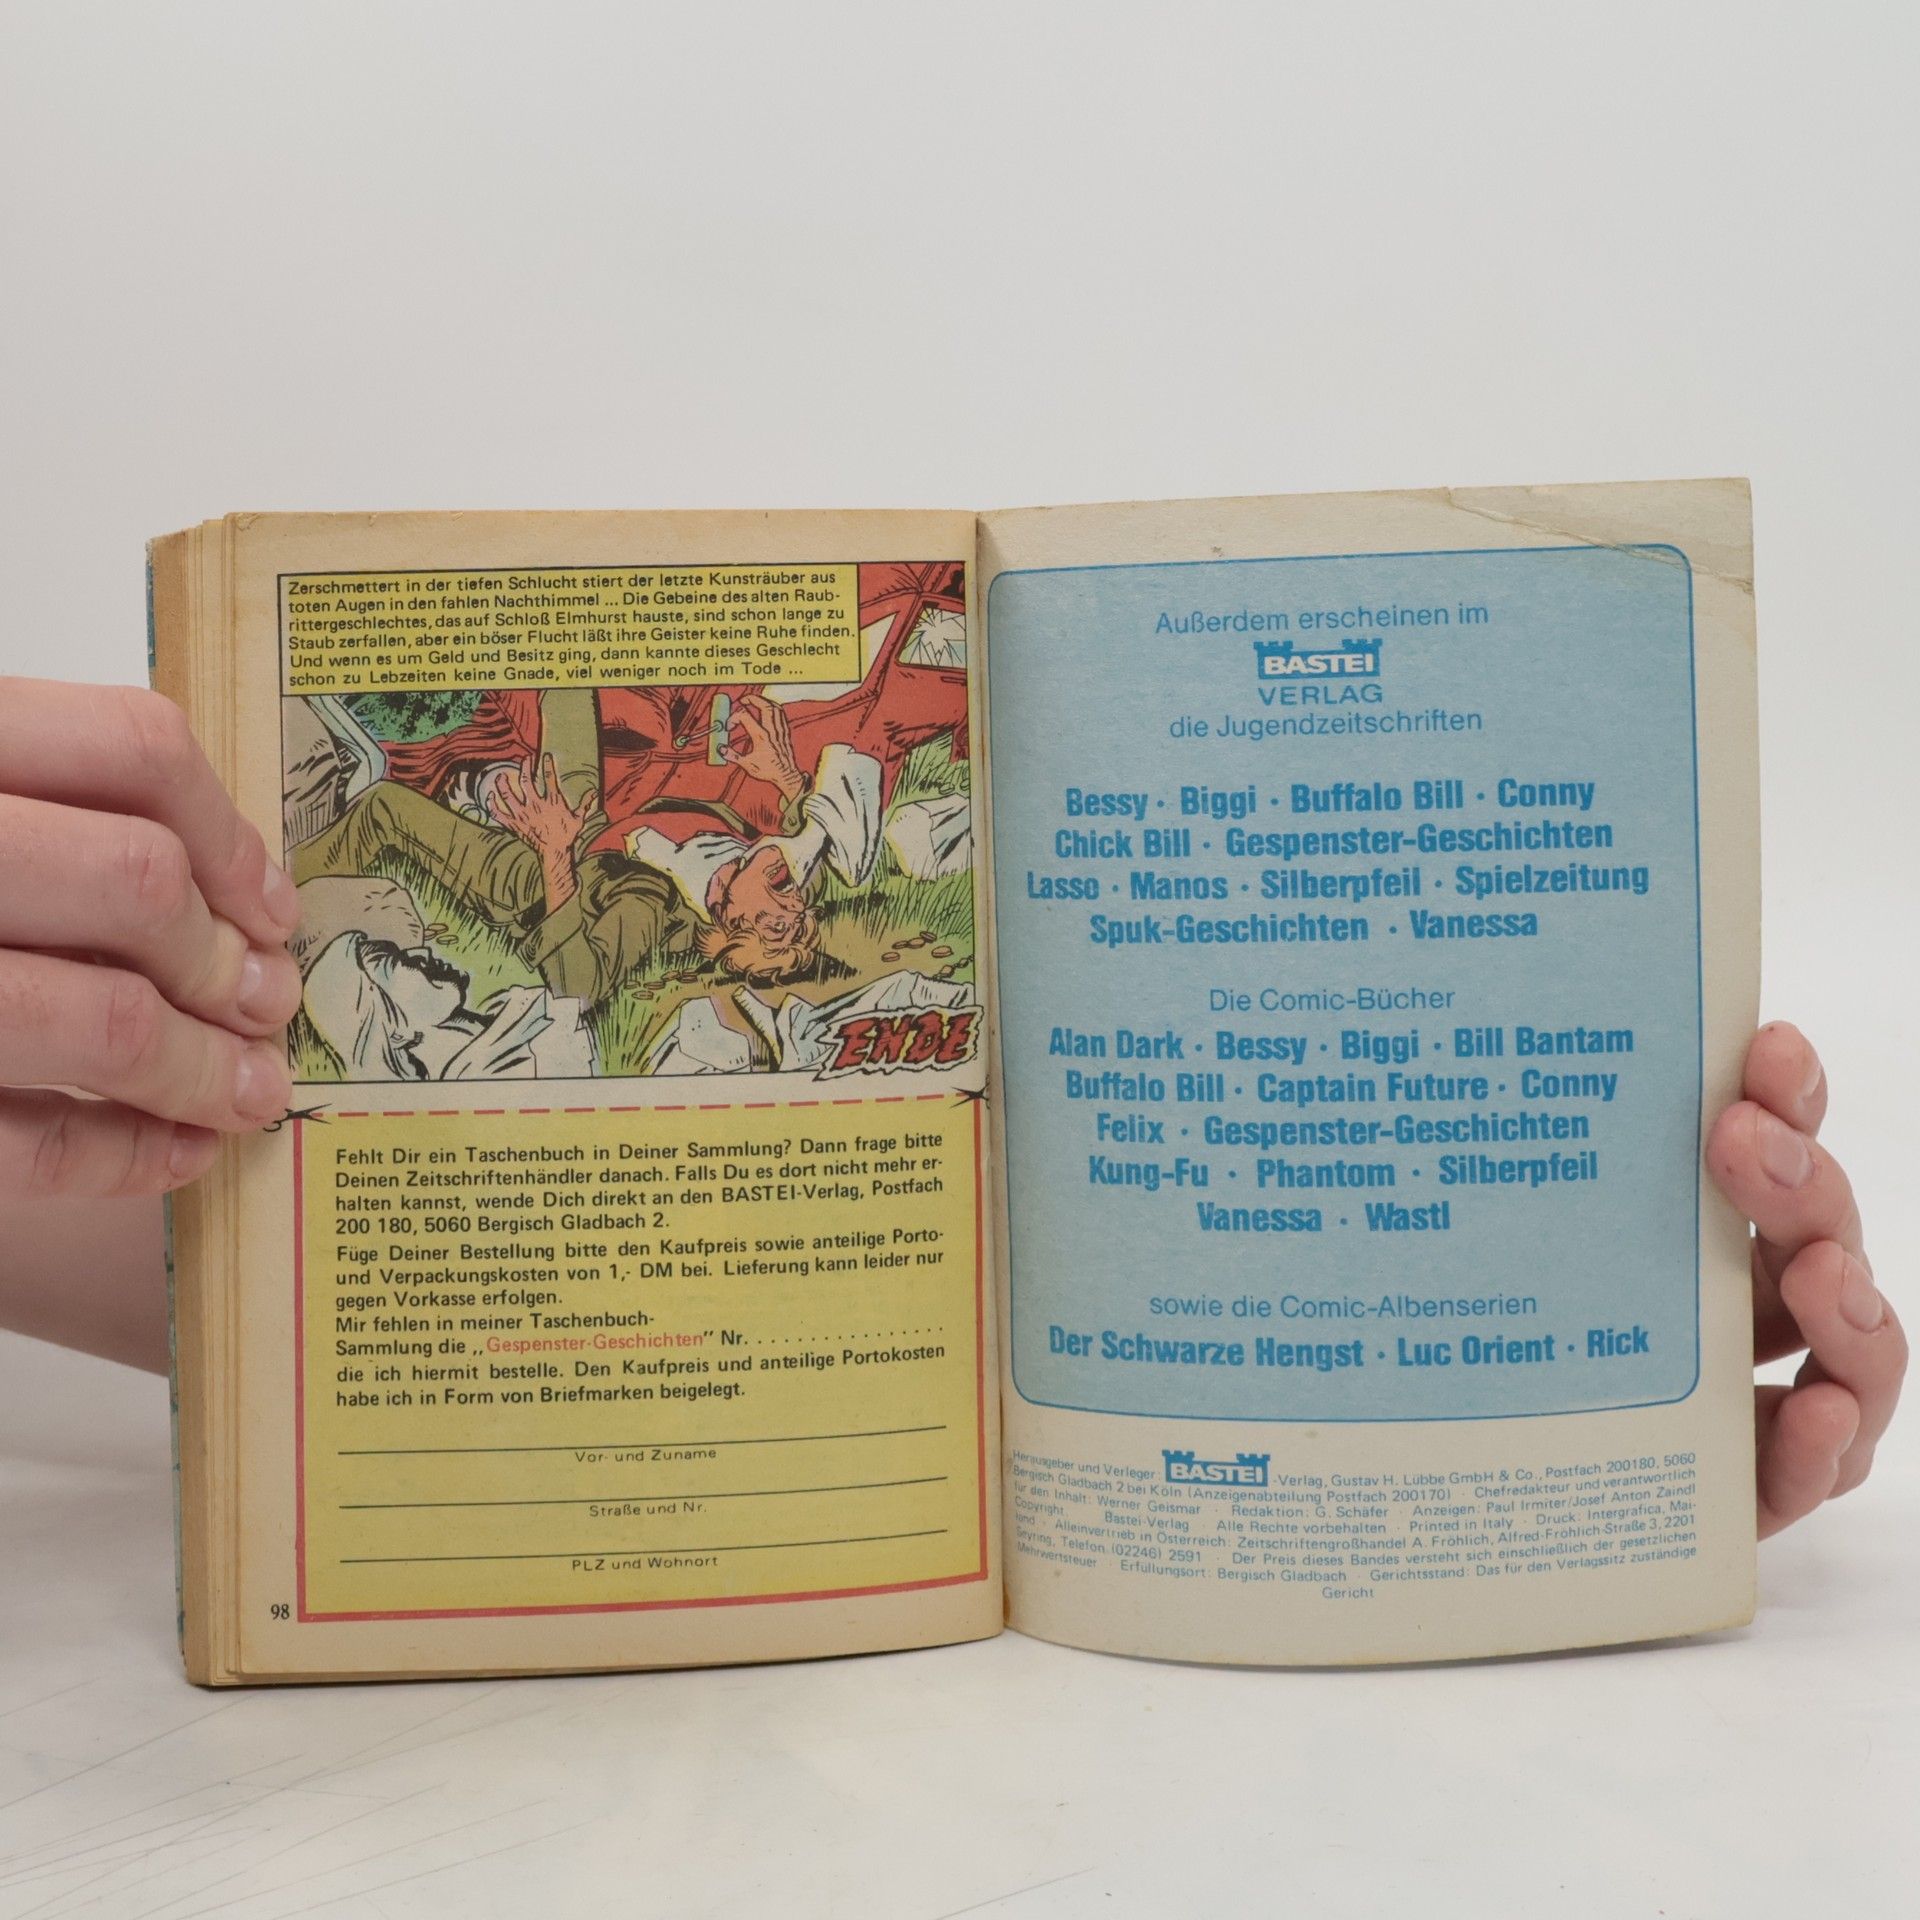 Zerschmettert in der tiefen Schlucht stiert der letzte Kunsträuber aus
toten Augen in den fahlen Nachthimmel ... Die Gebeine des alten Raub-
rittergeschlechtes, das auf Schloß Elmhurst hauste, sind schon lange zu
Staub zerfallen, aber ein böser Flucht läßt ihre Geister keine Ruhe finden.
Und wenn es um Geld und Besitz ging, dann kannte dieses Geschlecht
schon zu Lebzeiten keine Gnade, viel weniger noch im Tode ...
ENDE
Fehlt Dir ein Taschenbuch in Deiner Sammlung? Dann frage bitte
Deinen Zeitschriftenhändler danach. Falls Du es dort nicht mehr er-
halten kannst, wende Dich direkt an den BASTEI-Verlag, Postfach
200 180, 5060 Bergisch Gladbach 2.
Füge Deiner Bestellung bitte den Kaufpreis sowie anteilige Porto-
und Verpackungskosten von 1,- DM bei. Lieferung kann leider nur
gegen Vorkasse erfolgen.
Mir fehlen in meiner Taschenbuch-
Sammlung die „Gespenster-Geschichten" Nr. . . . . . . . . . . . . . . . .
die ich hiermit bestelle. Den Kaufpreis und anteilige Portokosten
habe ich in Form von Briefmarken beigelegt.
Vor- und Zuname
Straße und Nr.
PLZ und Wohnort
98
Außerdem erscheinen im
BASTEI
VERLAG
die Jugendzeitschriften
Bessy · Biggi · Buffalo Bill · Conny
Chick Bill · Gespenster-Geschichten
Lasso · Manos · Silberpfeil · Spielzeitung
Spuk-Geschichten · Vanessa
Die Comic-Bücher
Alan Dark · Bessy · Biggi · Bill Bantam
Buffalo Bill · Captain Future · Conny
Felix · Gespenster-Geschichten
Kung-Fu · Phantom · Silberpfeil
Vanessa · Wastl
sowie die Comic-Albenserien
Der Schwarze Hengst · Luc Orient · Rick
Herausgeber und Verleger: BASTEI -Verlag, Gustav H. Lübbe GmbH & Co., Postfach 200180, 5060
Bergisch Gladbach 2 bei Köln (Anzeigenabteilung Postfach 200170) · Chefredakteur und verantwortlich
für den Inhalt: Werner Geismar · Redaktion: G. Schäfer · Anzeigen: Paul Irmiter/Josef Anton Zaindl
Copyright. Bastei-Verlag · Alle Rechte vorbehalten · Printed in Italy · Druck: Intergrafica, Mai-
land · Alleinvertrieb in Österreich: Zeitschriftengroßhandel A. Fröhlich, Alfred-Fröhlich-Straße 3, 2201
Seyring, Telefon (02246) 2591 · Der Preis dieses Bandes versteht sich einschließlich der gesetzlichen
Mehrwertsteuer · Erfüllungsort: Bergisch Gladbach · Gerichtsstand: Das für den Verlagssitz zuständige
Gericht